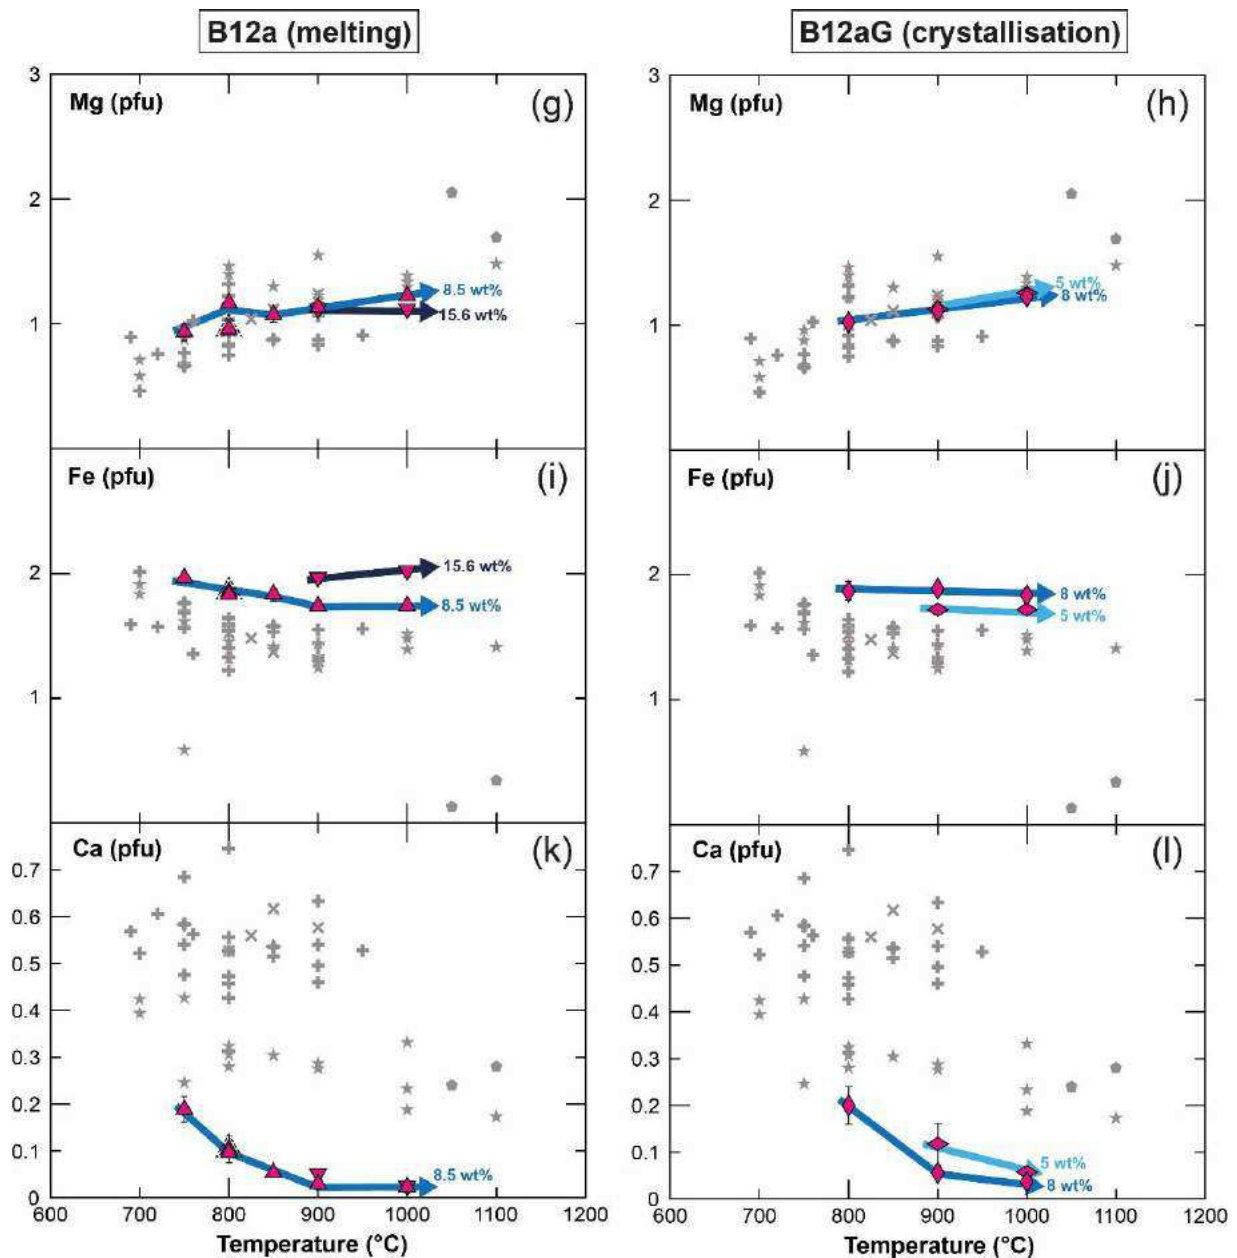 B12a (melting)
B12aG (crystallisation)
3
Mg (pfu)
(g)
2
8.5 wt%
1
15.6 wt%
3
Mg (pfu)
(h)
2
5 wt%
8 wt%
1
Fe (pfu)
(i)
15.6 wt%
2
8.5 wt%
1
Fe (pfu)
(j)
2
8 wt%
5 wt%
1
Ca (pfu)
(k)
0.7
0.6
0.5
0.4
0.3
0.2
0.1
8.5 wt%
0
600 700 800 900 1000 1100 1200
Temperature (°C)
Ca (pfu)
(l)
0.7
0.6
0.5
0.4
0.3
0.2
0.1
5 wt%
8 wt%
0
600 700 800 900 1000 1100 1200
Temperature (°C)